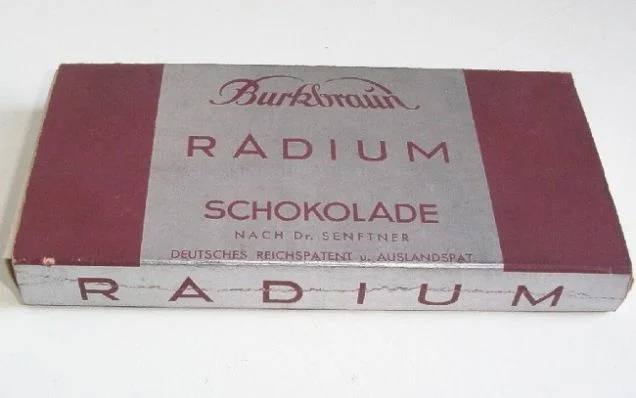 Burkbraun
RADIUM
SCHOKOLADE
NACH Dr. SENFTNER
DEUTSCHES REICHSPATENT u. AUSLANDSPAT.
RADIUM